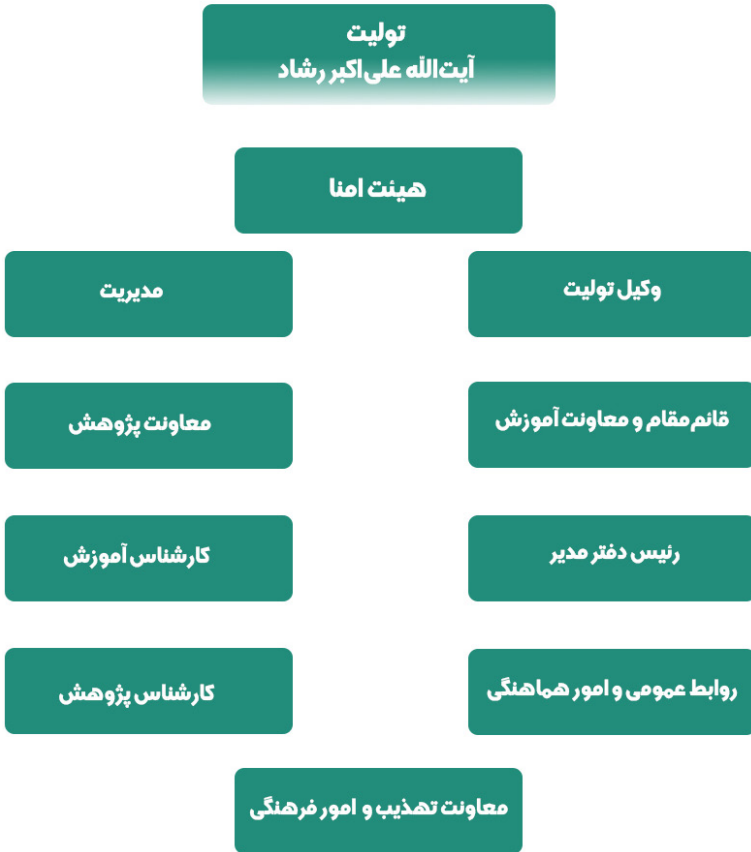 تولیت
آیت‌الله علی‌اکبر رشاد
هیئت امنا
وکیل تولیت
مدیریت
قائم‌مقام و معاونت آموزش
معاونت پژوهش
رئیس دفتر مدیر
کارشناس آموزش
روابط عمومی و امور هماهنگی
کارشناس پژوهش
معاونت تهذیب و امور فرهنگی